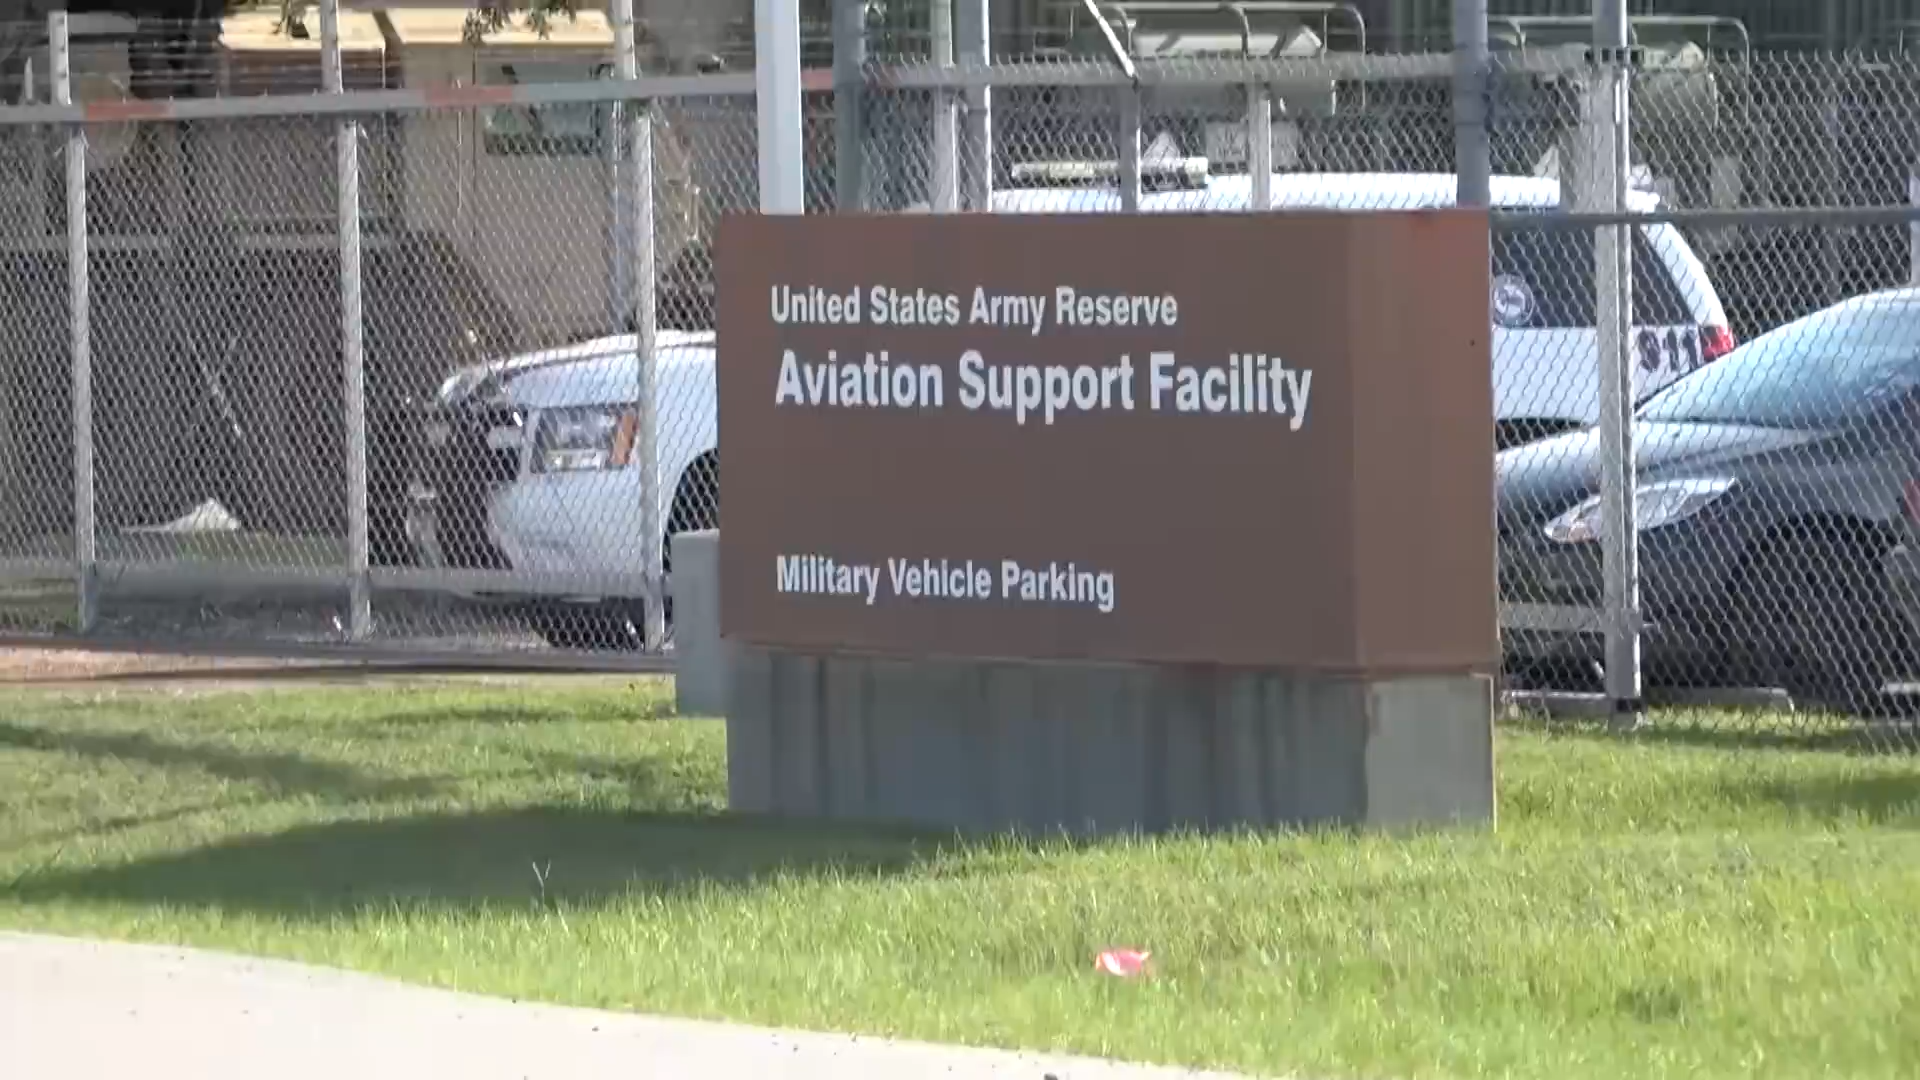 United States Army Reserve
Aviation Support Facility
Military Vehicle Parking
911